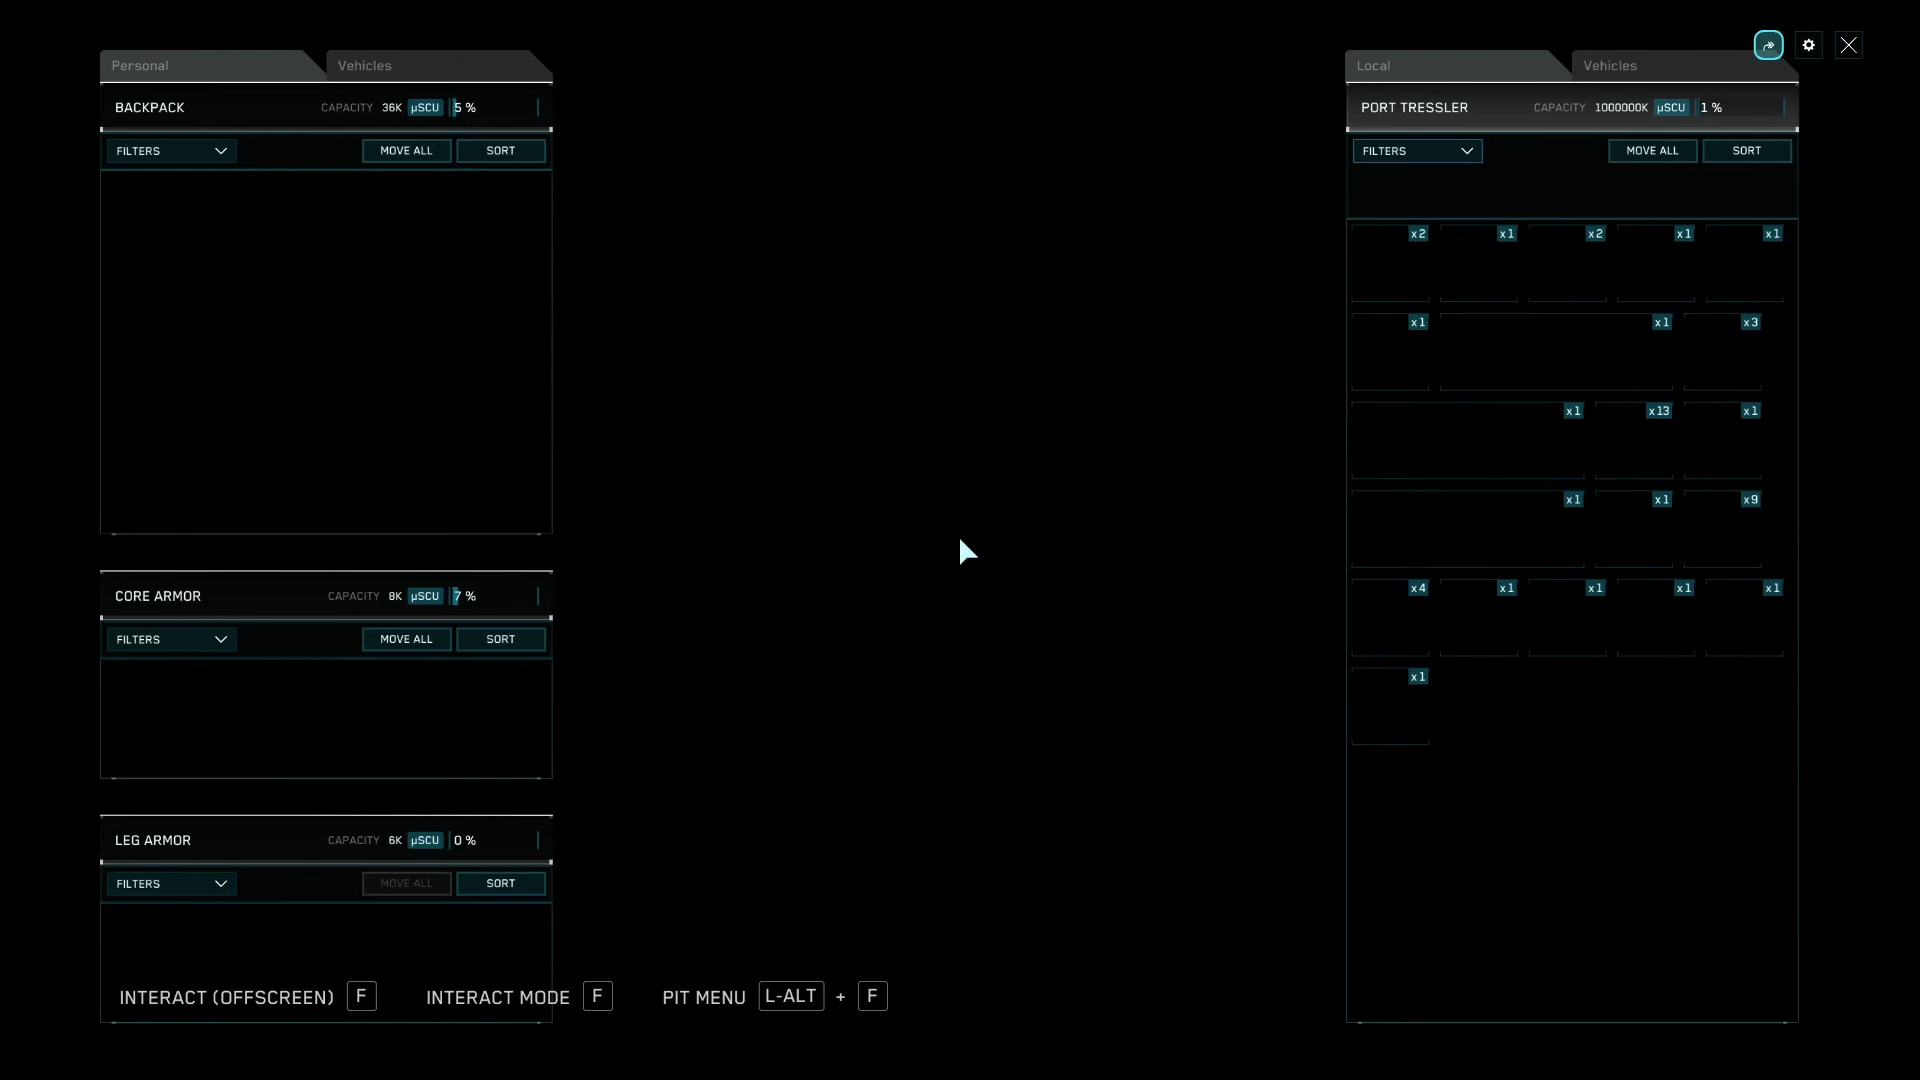 Personal
Vehicles
BACKPACK CAPACITY 36K µSCU 5 %
FILTERS MOVE ALL SORT
CORE ARMOR CAPACITY 8K µSCU 7 %
FILTERS MOVE ALL SORT
LEG ARMOR CAPACITY 6K µSCU 0 %
FILTERS MOVE ALL SORT
INTERACT (OFFSCREEN) F INTERACT MODE F PIT MENU L-ALT + F
Local
Vehicles
PORT TRESSLER CAPACITY 1000000K µSCU 1 %
FILTERS MOVE ALL SORT
x2 x1 x2 x1 x1
x1 x1 x3
x1 x13 x1
x1 x1 x9
x4 x1 x1 x1 x1
x1